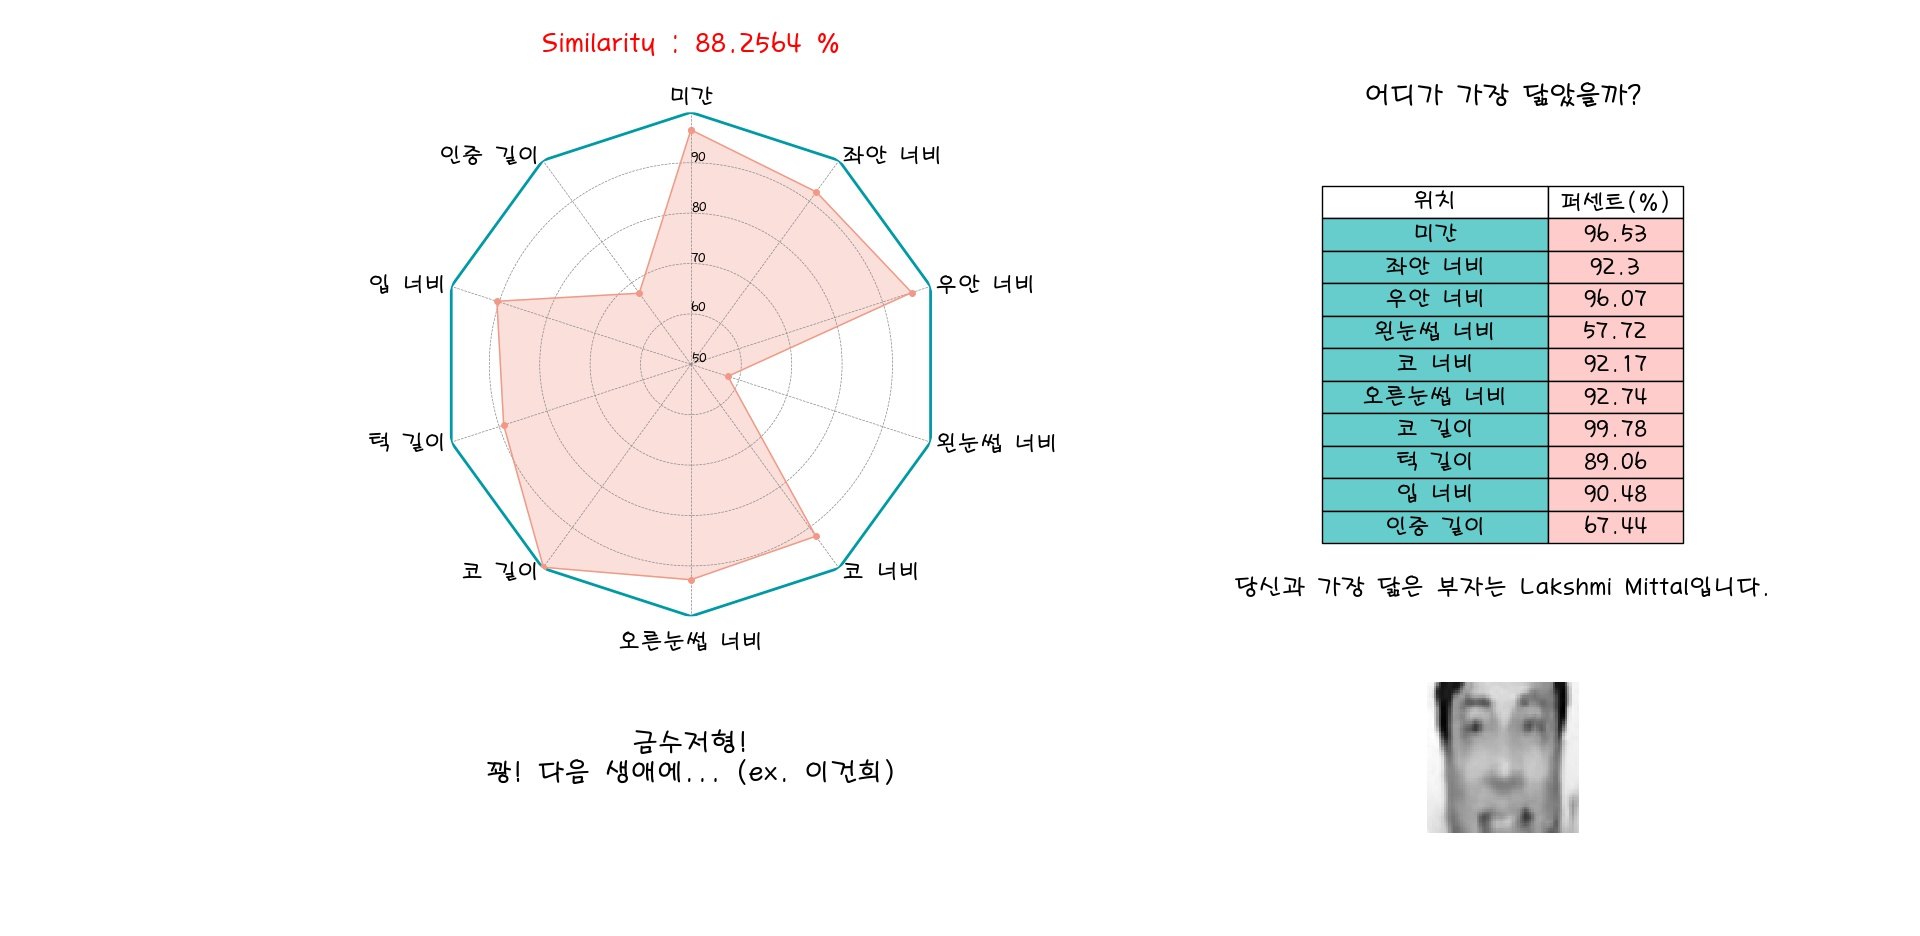 Similarity : 88.2564 %
미간
인중 길이
좌안 너비
90
80
70
60
50
입 너비
우안 너비
턱 길이
왼눈썹 너비
코 길이
코 너비
오른눈썹 너비
금수저형!
꽝! 다음 생애에... (ex. 이건희)
어디가 가장 닮았을까?
위치 퍼센트(%)
미간 96.53
좌안 너비 92.3
우안 너비 96.07
왼눈썹 너비 57.72
코 너비 92.17
오른눈썹 너비 92.74
코 길이 99.78
턱 길이 89.06
입 너비 90.48
인중 길이 67.44
당신과 가장 닮은 부자는 Lakshmi Mittal입니다.